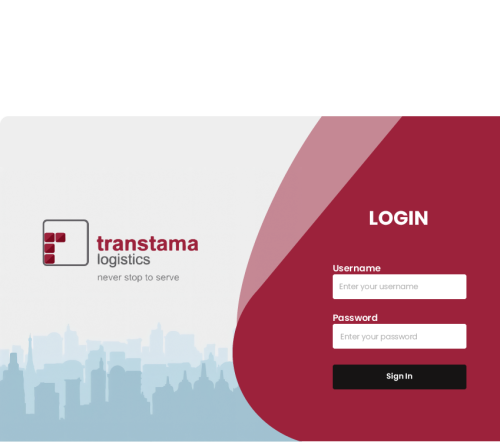 transtama
logistics
never stop to serve
LOGIN
Username
Enter your username
Password
Enter your password
Sign In